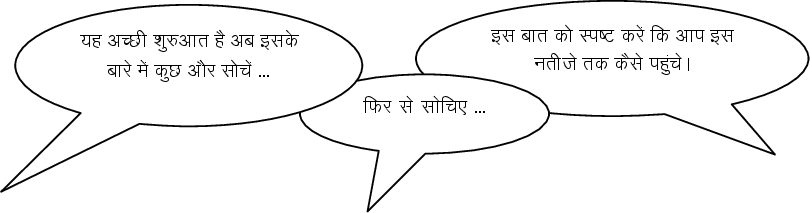 यह अच्छी शुरुआत है अब इसके
बारे में कुछ और सोचें ...
फिर से सोचिए ...
इस बात को स्पष्ट करें कि आप इस
नतीजे तक कैसे पहुंचे।